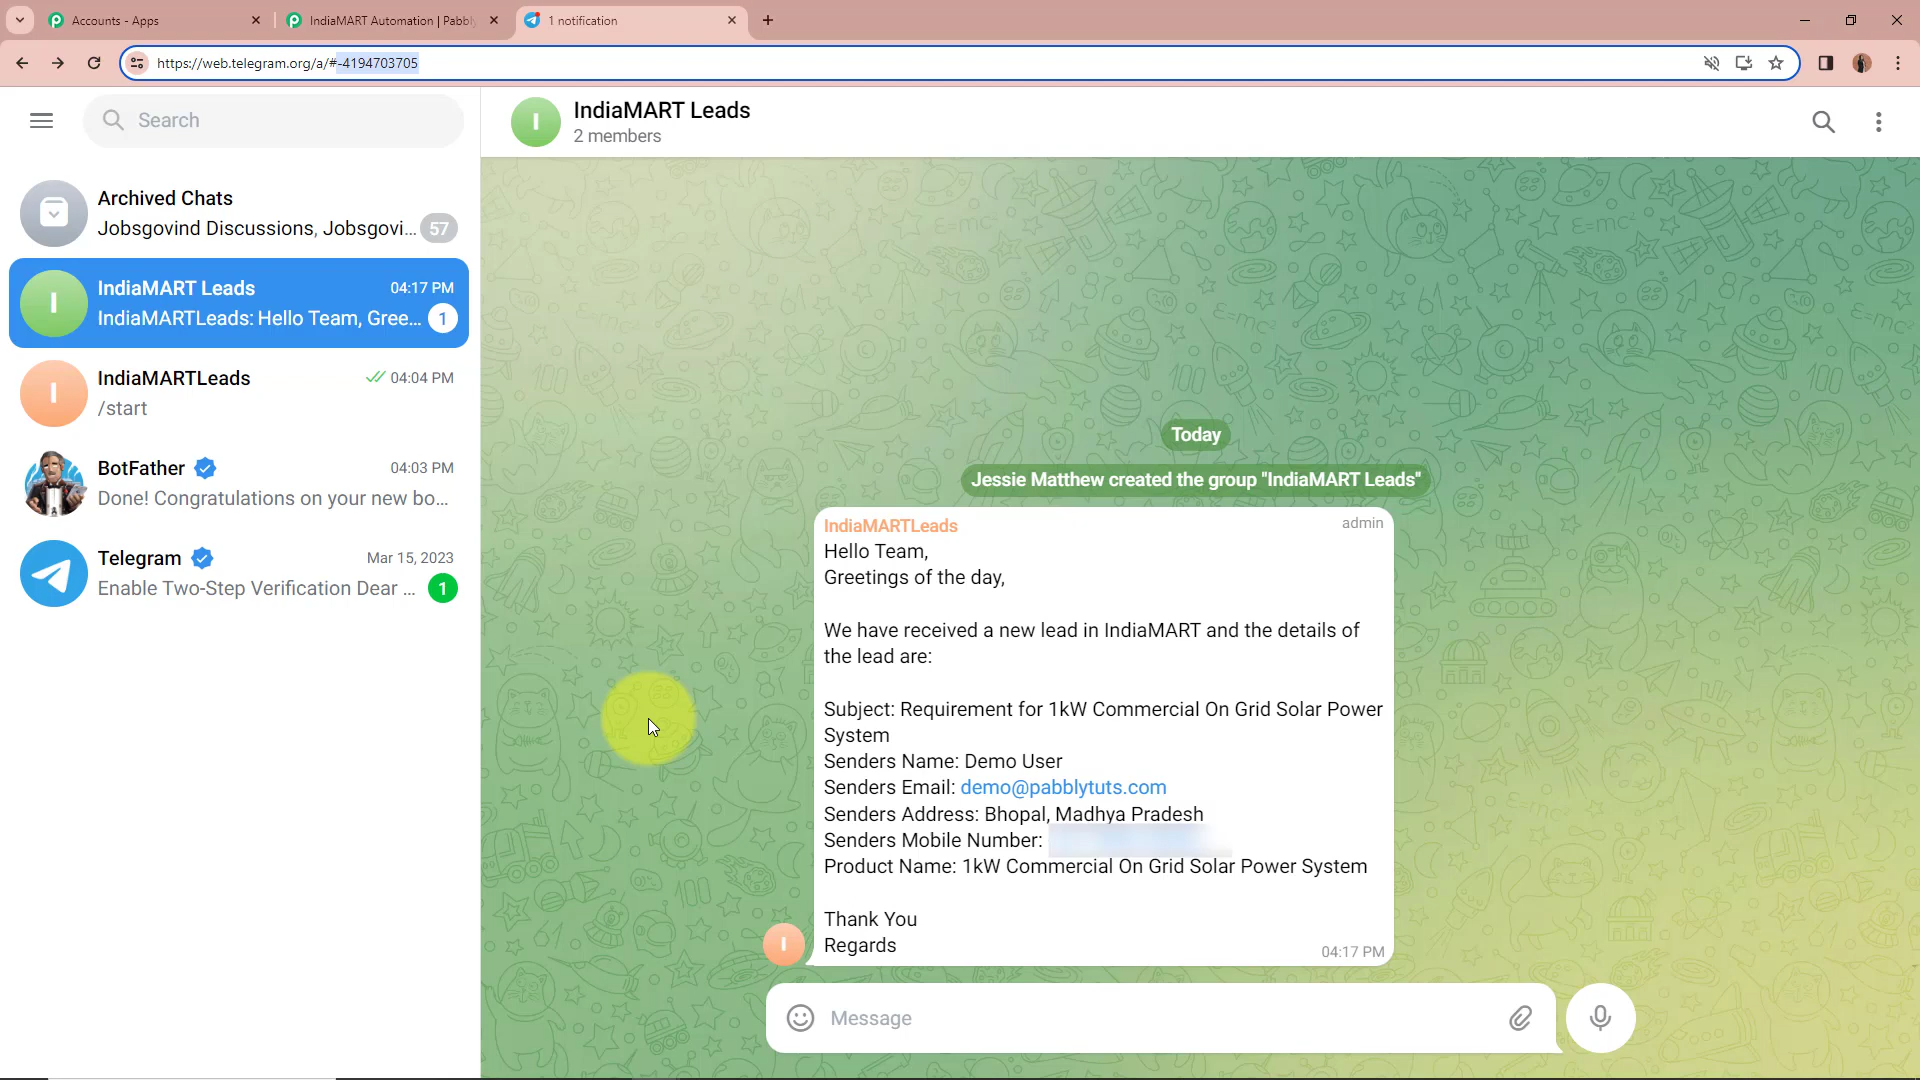 Accounts - Apps
IndiaMART Automation | Pabbly
1 notification
https://web.telegram.org/a/#-4194703705
Search
IndiaMART Leads
2 members
Archived Chats
Jobsgovind Discussions, Jobsgovi... 57
IndiaMART Leads 04:17 PM
IndiaMARTLeads: Hello Team, Gree... 1
IndiaMARTLeads 04:04 PM
/start
BotFather 04:03 PM
Done! Congratulations on your new bo...
Telegram Mar 15, 2023
Enable Two-Step Verification Dear ... 1
Today
Jessie Matthew created the group "IndiaMART Leads"
IndiaMARTLeads admin
Hello Team,
Greetings of the day,
We have received a new lead in IndiaMART and the details of
the lead are:
Subject: Requirement for 1kW Commercial On Grid Solar Power
System
Senders Name: Demo User
Senders Email: demo@pabblytuts.com
Senders Address: Bhopal, Madhya Pradesh
Senders Mobile Number:
Product Name: 1kW Commercial On Grid Solar Power System
Thank You
Regards
04:17 PM
I
I
I
I
Message